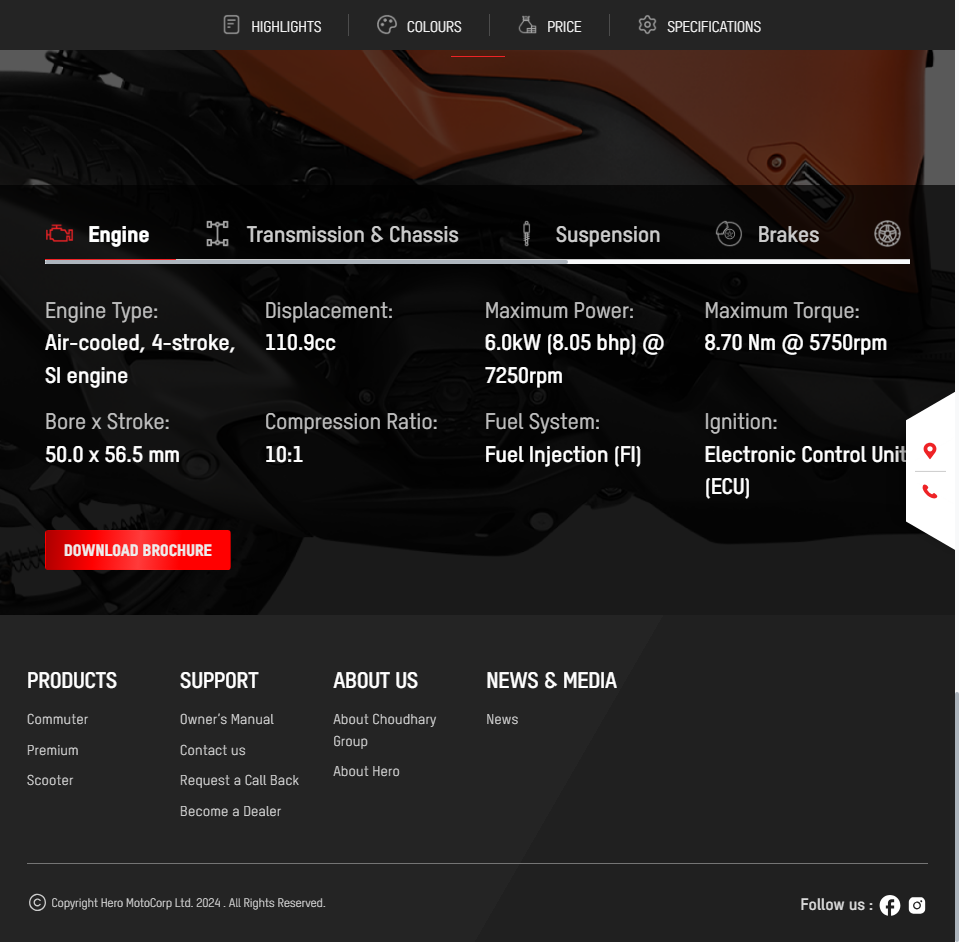 HIGHLIGHTS COLOURS PRICE SPECIFICATIONS
Engine Transmission & Chassis Suspension Brakes
Engine Type: Displacement: Maximum Power: Maximum Torque:
Air-cooled, 4-stroke, 110.9cc 6.0kW (8.05 bhp) @ 8.70 Nm @ 5750rpm
SI engine 7250rpm
Bore x Stroke: Compression Ratio: Fuel System: Ignition:
50.0 x 56.5 mm 10:1 Fuel Injection (FI) Electronic Control Unit
(ECU)
DOWNLOAD BROCHURE
PRODUCTS SUPPORT ABOUT US NEWS & MEDIA
Commuter Owner's Manual About Choudhary News
Group
Premium Contact us
About Hero
Scooter Request a Call Back
Become a Dealer
© Copyright Hero MotoCorp Ltd. 2024 . All Rights Reserved.
Follow us :